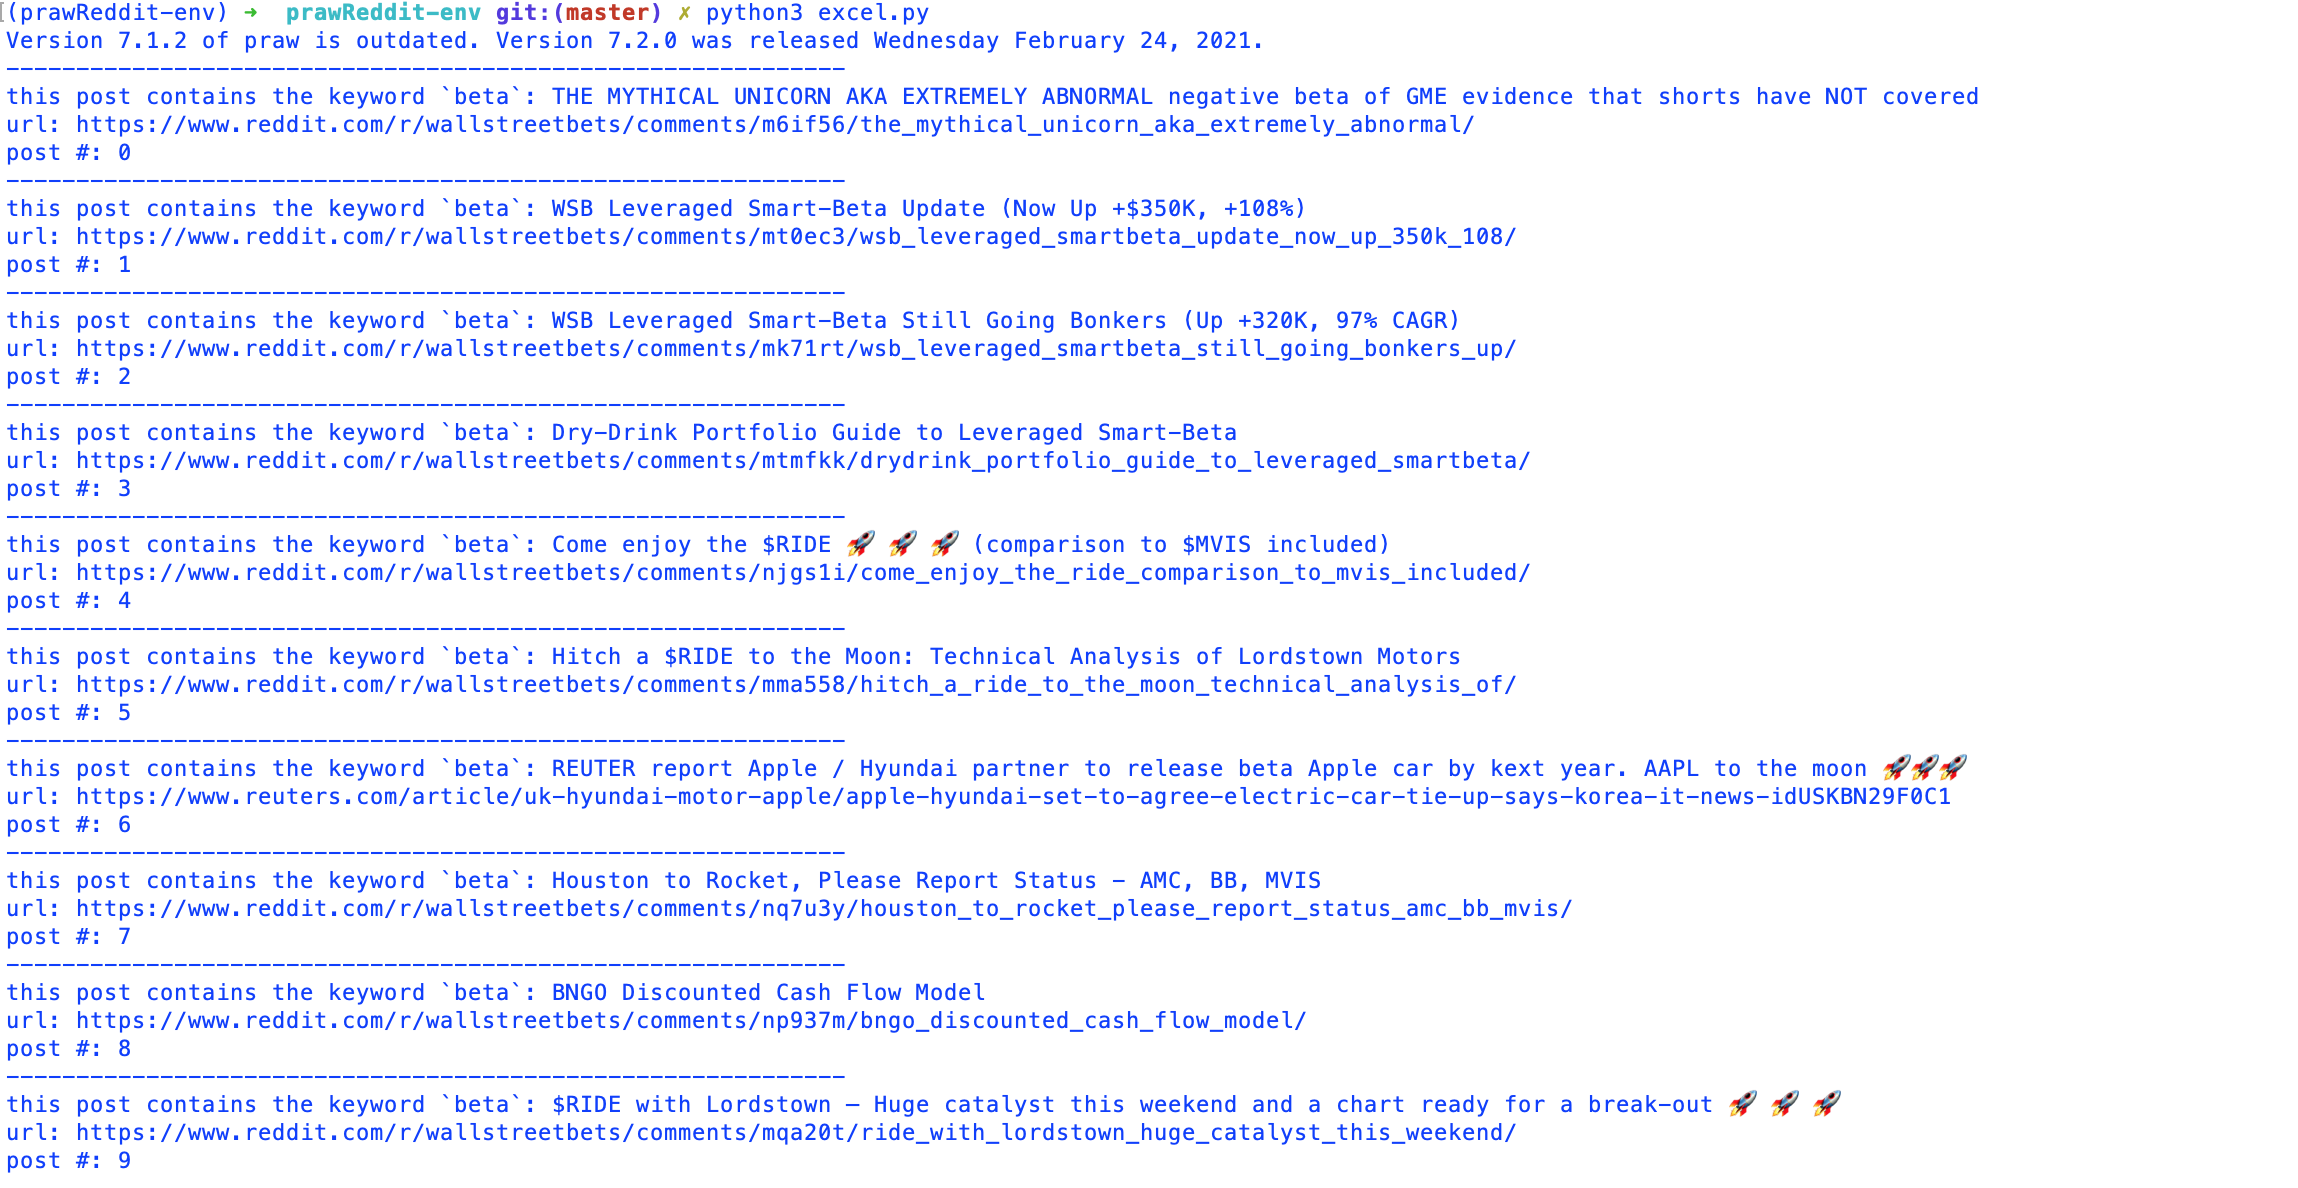 (prawReddit-env) ➜  prawReddit-env git:(master) ✗ python3 excel.py
Version 7.1.2 of praw is outdated. Version 7.2.0 was released Wednesday February 24, 2021.
------------------------------------------------------------
this post contains the keyword `beta`: THE MYTHICAL UNICORN AKA EXTREMELY ABNORMAL negative beta of GME evidence that shorts have NOT covered
url: https://www.reddit.com/r/wallstreetbets/comments/m6if56/the_mythical_unicorn_aka_extremely_abnormal/
post #: 0
------------------------------------------------------------
this post contains the keyword `beta`: WSB Leveraged Smart-Beta Update (Now Up +$350K, +108%)
url: https://www.reddit.com/r/wallstreetbets/comments/mt0ec3/wsb_leveraged_smartbeta_update_now_up_350k_108/
post #: 1
------------------------------------------------------------
this post contains the keyword `beta`: WSB Leveraged Smart-Beta Still Going Bonkers (Up +320K, 97% CAGR)
url: https://www.reddit.com/r/wallstreetbets/comments/mk71rt/wsb_leveraged_smartbeta_still_going_bonkers_up/
post #: 2
------------------------------------------------------------
this post contains the keyword `beta`: Dry-Drink Portfolio Guide to Leveraged Smart-Beta
url: https://www.reddit.com/r/wallstreetbets/comments/mtmfkk/drydrink_portfolio_guide_to_leveraged_smartbeta/
post #: 3
------------------------------------------------------------
this post contains the keyword `beta`: Come enjoy the $RIDE 🚀 🚀 🚀 (comparison to $MVIS included)
url: https://www.reddit.com/r/wallstreetbets/comments/njgs1i/come_enjoy_the_ride_comparison_to_mvis_included/
post #: 4
------------------------------------------------------------
this post contains the keyword `beta`: Hitch a $RIDE to the Moon: Technical Analysis of Lordstown Motors
url: https://www.reddit.com/r/wallstreetbets/comments/mma558/hitch_a_ride_to_the_moon_technical_analysis_of/
post #: 5
------------------------------------------------------------
this post contains the keyword `beta`: REUTER report Apple / Hyundai partner to release beta Apple car by kext year. AAPL to the moon 🚀🚀🚀
url: https://www.reuters.com/article/uk-hyundai-motor-apple/apple-hyundai-set-to-agree-electric-car-tie-up-says-korea-it-news-idUSKBN29F0C1
post #: 6
------------------------------------------------------------
this post contains the keyword `beta`: Houston to Rocket, Please Report Status - AMC, BB, MVIS
url: https://www.reddit.com/r/wallstreetbets/comments/nq7u3y/houston_to_rocket_please_report_status_amc_bb_mvis/
post #: 7
------------------------------------------------------------
this post contains the keyword `beta`: BNGO Discounted Cash Flow Model
url: https://www.reddit.com/r/wallstreetbets/comments/np937m/bngo_discounted_cash_flow_model/
post #: 8
------------------------------------------------------------
this post contains the keyword `beta`: $RIDE with Lordstown — Huge catalyst this weekend and a chart ready for a break-out 🚀 🚀 🚀
url: https://www.reddit.com/r/wallstreetbets/comments/mqa20t/ride_with_lordstown_huge_catalyst_this_weekend/
post #: 9